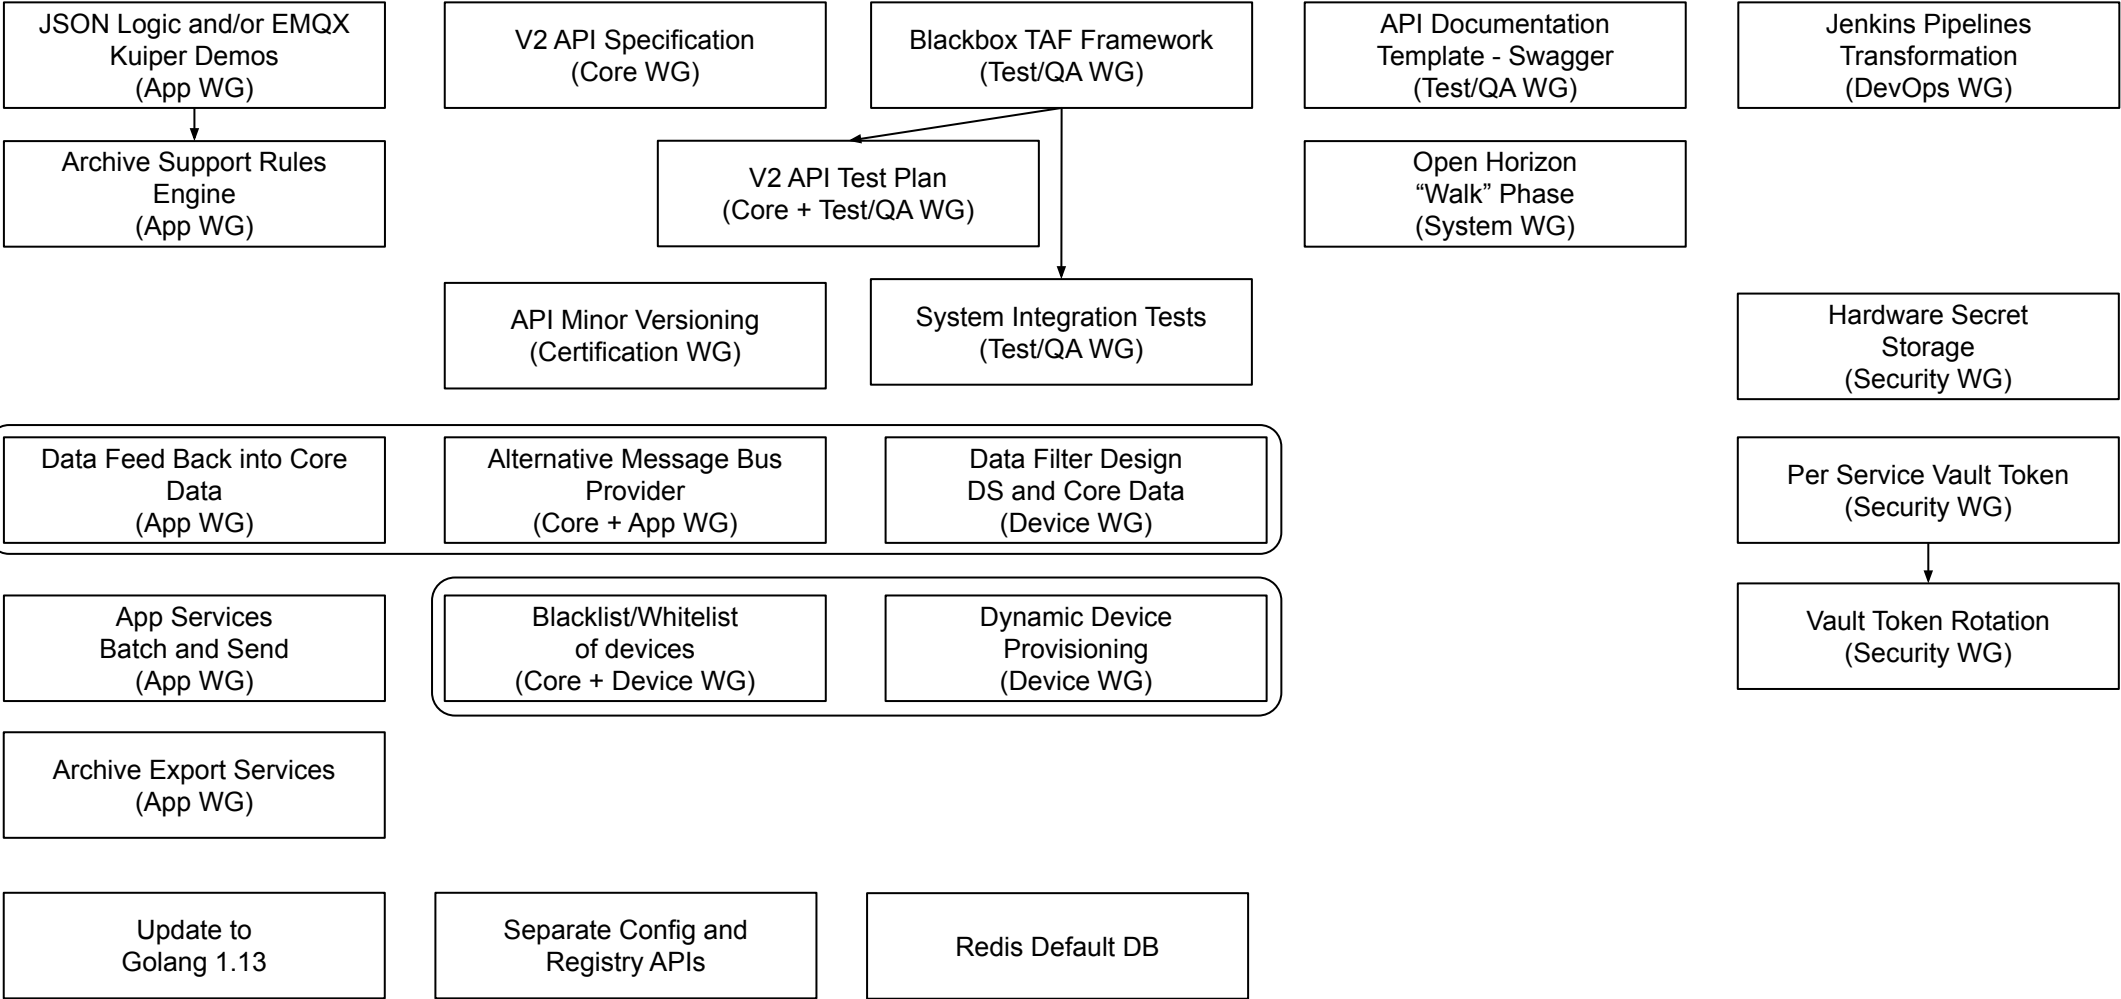 JSON Logic and/or EMQX
Kuiper Demos
(App WG)
V2 API Specification
(Core WG)
Blackbox TAF Framework
(Test/QA WG)
API Documentation
Template - Swagger
(Test/QA WG)
Jenkins Pipelines
Transformation
(DevOps WG)
Archive Support Rules
Engine
(App WG)
V2 API Test Plan
(Core + Test/QA WG)
Open Horizon
“Walk” Phase
(System WG)
API Minor Versioning
(Certification WG)
System Integration Tests
(Test/QA WG)
Hardware Secret
Storage
(Security WG)
Data Feed Back into Core
Data
(App WG)
Alternative Message Bus
Provider
(Core + App WG)
Data Filter Design
DS and Core Data
(Device WG)
Per Service Vault Token
(Security WG)
App Services
Batch and Send
(App WG)
Blacklist/Whitelist
of devices
(Core + Device WG)
Dynamic Device
Provisioning
(Device WG)
Vault Token Rotation
(Security WG)
Archive Export Services
(App WG)
Update to
Golang 1.13
Separate Config and
Registry APIs
Redis Default DB